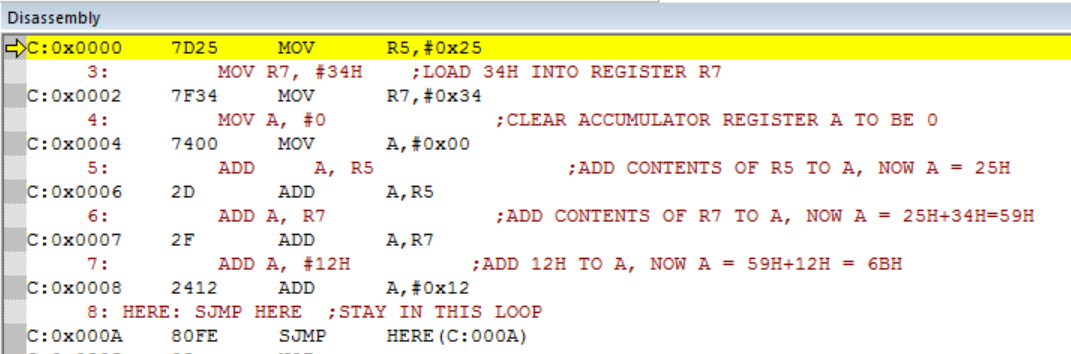 Disassembly
C:0x0000 7D25 MOV R5,#0x25
3: MOV R7, #34H ;LOAD 34H INTO REGISTER R7
C:0x0002 7F34 MOV R7,#0x34
4: MOV A, #0 ;CLEAR ACCUMULATOR REGISTER A TO BE 0
C:0x0004 7400 MOV A,#0x00
5: ADD A, R5 ;ADD CONTENTS OF R5 TO A, NOW A = 25H
C:0x0006 2D ADD A,R5
6: ADD A, R7 ;ADD CONTENTS OF R7 TO A, NOW A = 25H+34H=59H
C:0x0007 2F ADD A,R7
7: ADD A, #12H ;ADD 12H TO A, NOW A = 59H+12H = 6BH
C:0x0008 2412 ADD A,#0x12
8: HERE: SJMP HERE ;STAY IN THIS LOOP
C:0x000A 80FE SJMP HERE(C:000A)